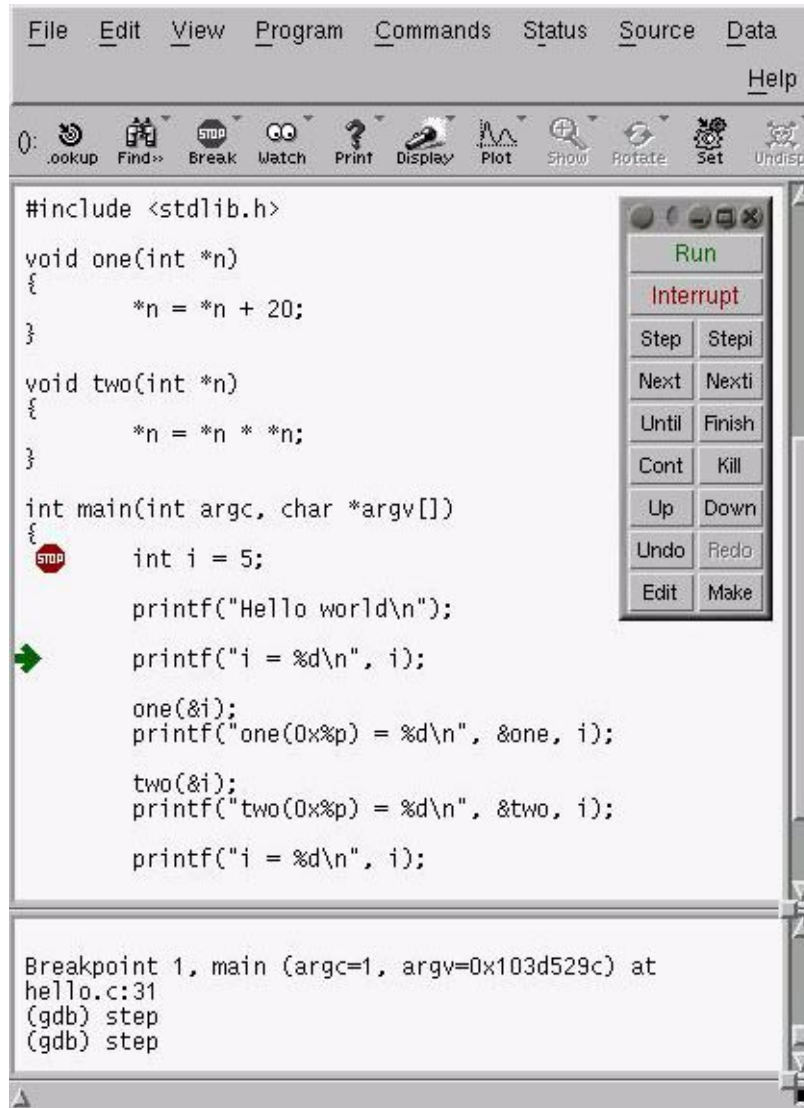 File Edit View Program Commands Status Source Data
Help
(): .ookup Find» Break Watch Print Display Plot Show Rotate Set Undisp
#include <stdlib.h>
void one(int *n)
{
*n = *n + 20;
}
void two(int *n)
{
*n = *n * *n;
}
int main(int argc, char *argv[])
{
STOP int i = 5;
printf("Hello world\n");
printf("i = %d\n", i);
one(&i);
printf("one(0x%p) = %d\n", &one, i);
two(&i);
printf("two(0x%p) = %d\n", &two, i);
printf("i = %d\n", i);
Run
Interrupt
Step Stepi
Next Nexti
Until Finish
Cont Kill
Up Down
Undo Redo
Edit Make
Breakpoint 1, main (argc=1, argv=0x103d529c) at
hello.c:31
(gdb) step
(gdb) step